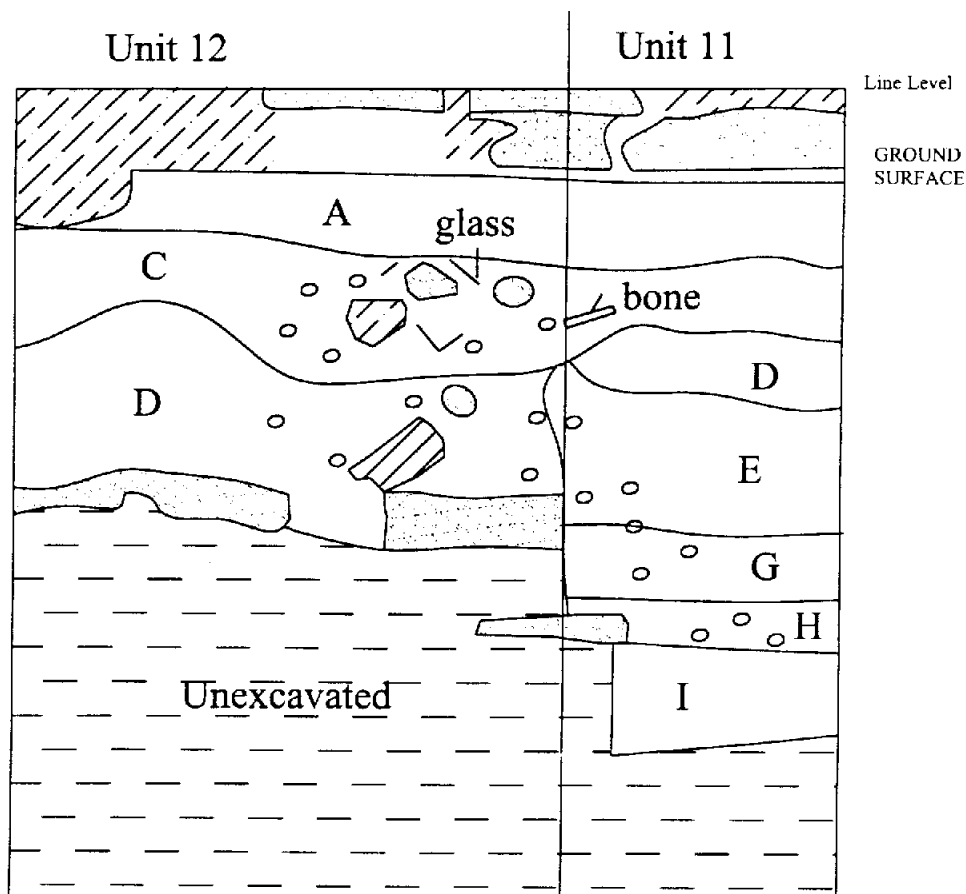 Unit 12
Unit 11
Line Level
GROUND
SURFACE
A
glass
C
bone
D
D
E
G
H
Unexcavated
I